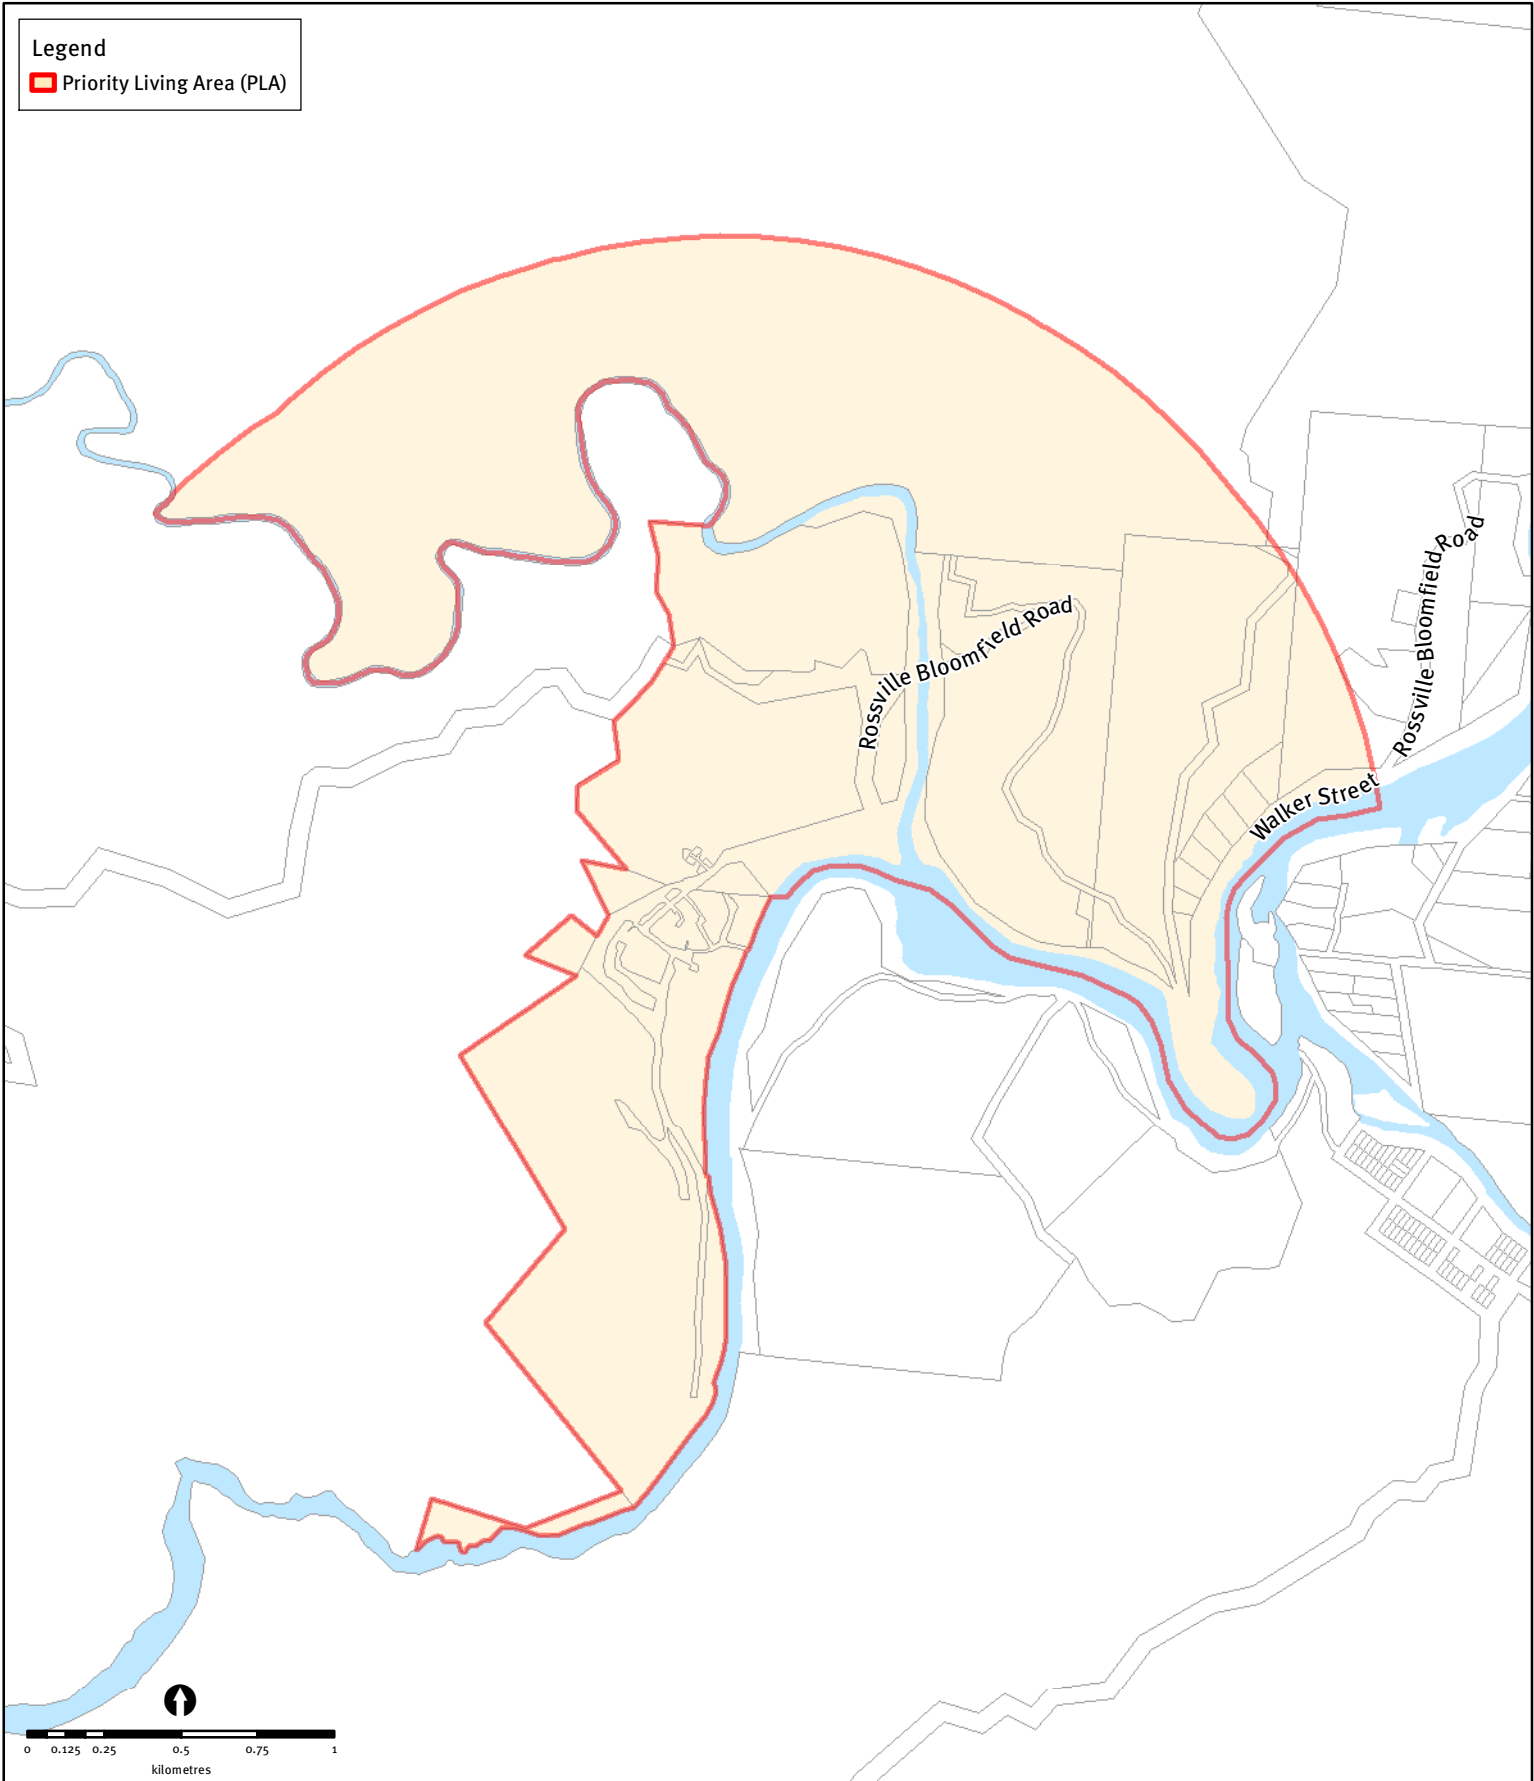 Legend
Priority Living Area (PLA)
Rossville Bloomfield Road
Rossville Bloomfield Road
Walker Street
0 0.125 0.25 0.5 0.75 1
kilometres